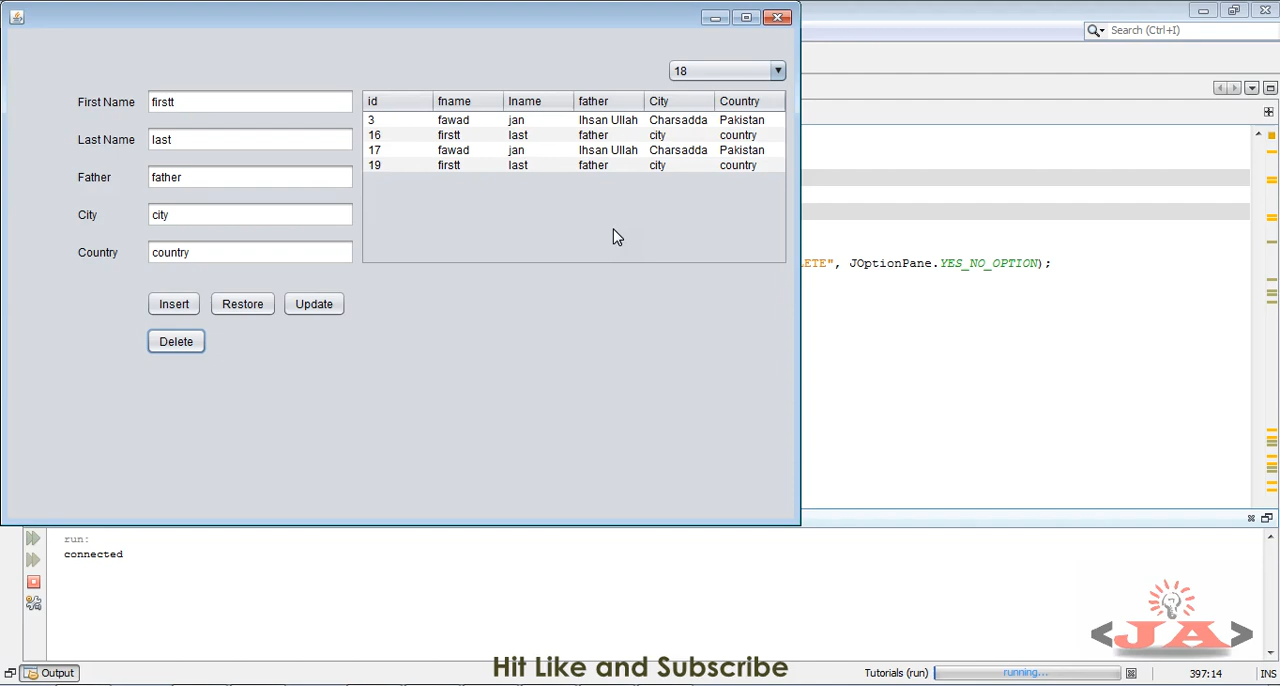 Search (Ctrl+I)
18
First Name firstt
Last Name last
Father father
City city
Country country
id fname lname father City Country
3 fawad jan Ihsan Ullah Charsadda Pakistan
16 firstt last father city country
17 fawad jan Ihsan Ullah Charsadda Pakistan
19 firstt last father city country
Insert Restore Update
Delete
ETE", JOptionPane.YES_NO_OPTION);
run:
connected
<JA>
Hit Like and Subscribe
Output
Tutorials (run) running... 397:14 INS